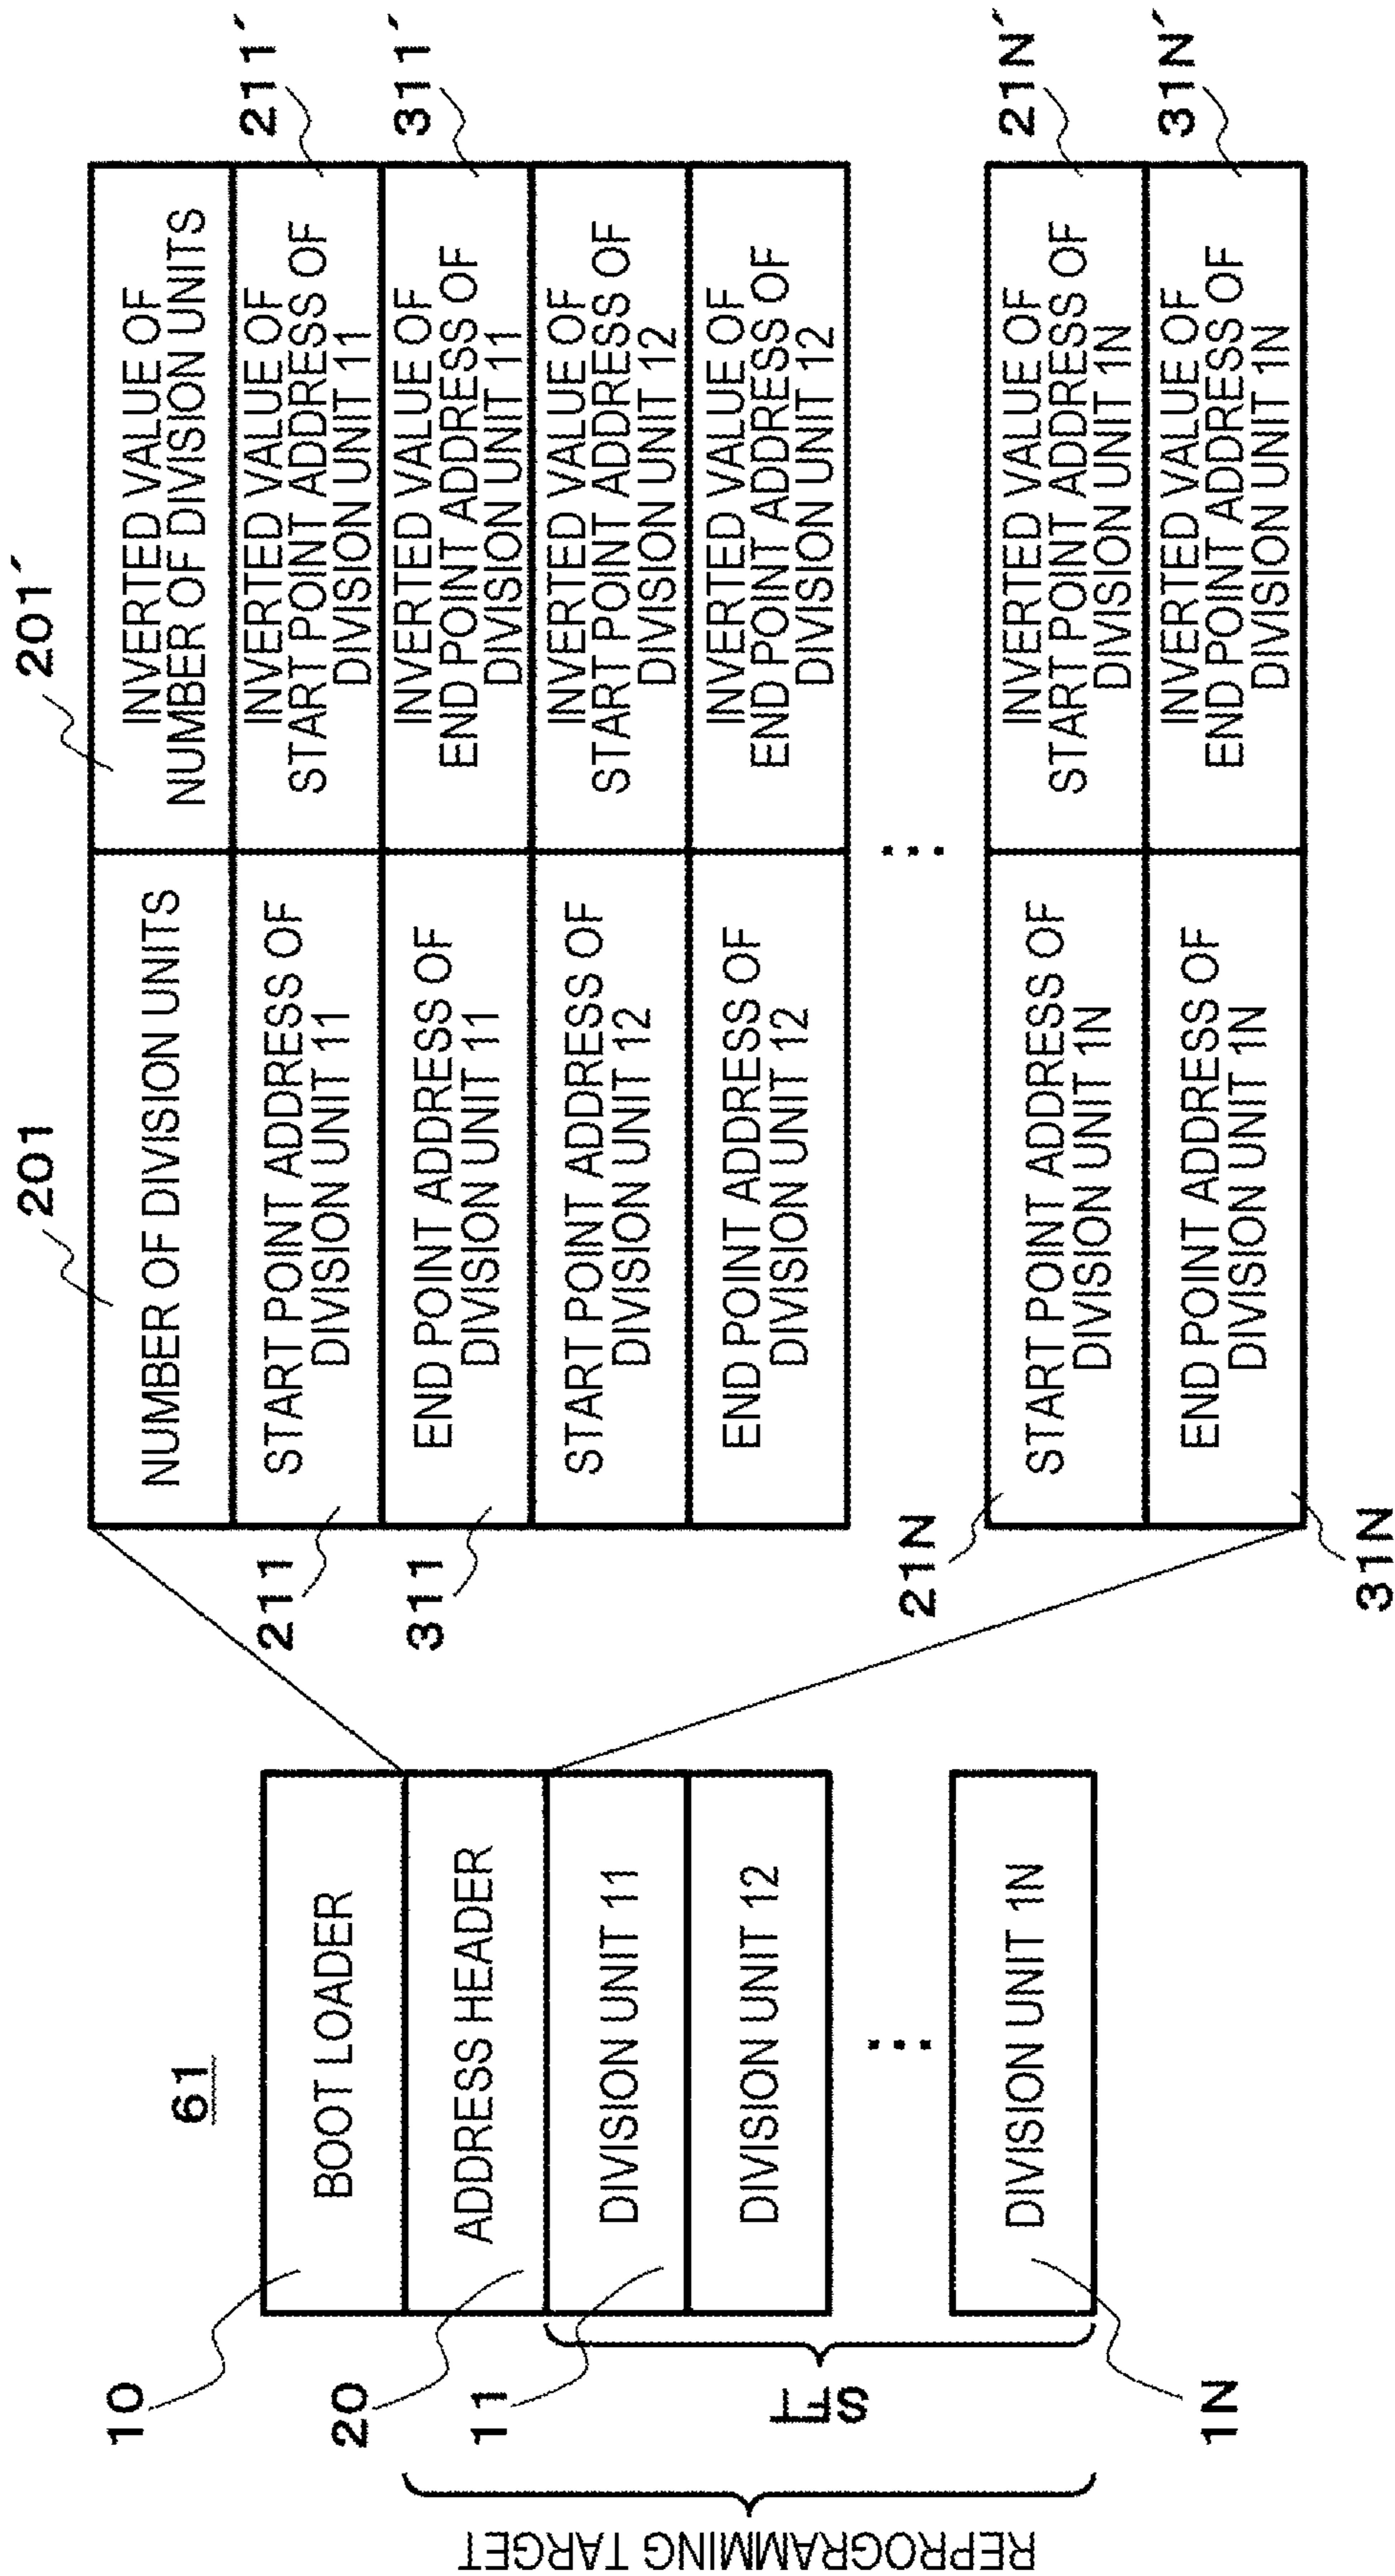 61
10
BOOT LOADER
20
ADDRESS HEADER
11
DIVISION UNIT 11
DIVISION UNIT 12
...
1N
DIVISION UNIT 1N
SFT
REPROGRAMMING TARGET
201
201´
NUMBER OF DIVISION UNITS
INVERTED VALUE OF
NUMBER OF DIVISION UNITS
211
START POINT ADDRESS OF
DIVISION UNIT 11
INVERTED VALUE OF
START POINT ADDRESS OF
DIVISION UNIT 11
211´
311
END POINT ADDRESS OF
DIVISION UNIT 11
INVERTED VALUE OF
END POINT ADDRESS OF
DIVISION UNIT 11
311´
START POINT ADDRESS OF
DIVISION UNIT 12
INVERTED VALUE OF
START POINT ADDRESS OF
DIVISION UNIT 12
END POINT ADDRESS OF
DIVISION UNIT 12
INVERTED VALUE OF
END POINT ADDRESS OF
DIVISION UNIT 12
...
21N
START POINT ADDRESS OF
DIVISION UNIT 1N
INVERTED VALUE OF
START POINT ADDRESS OF
DIVISION UNIT 1N
21N´
31N
END POINT ADDRESS OF
DIVISION UNIT 1N
INVERTED VALUE OF
END POINT ADDRESS OF
DIVISION UNIT 1N
31N´